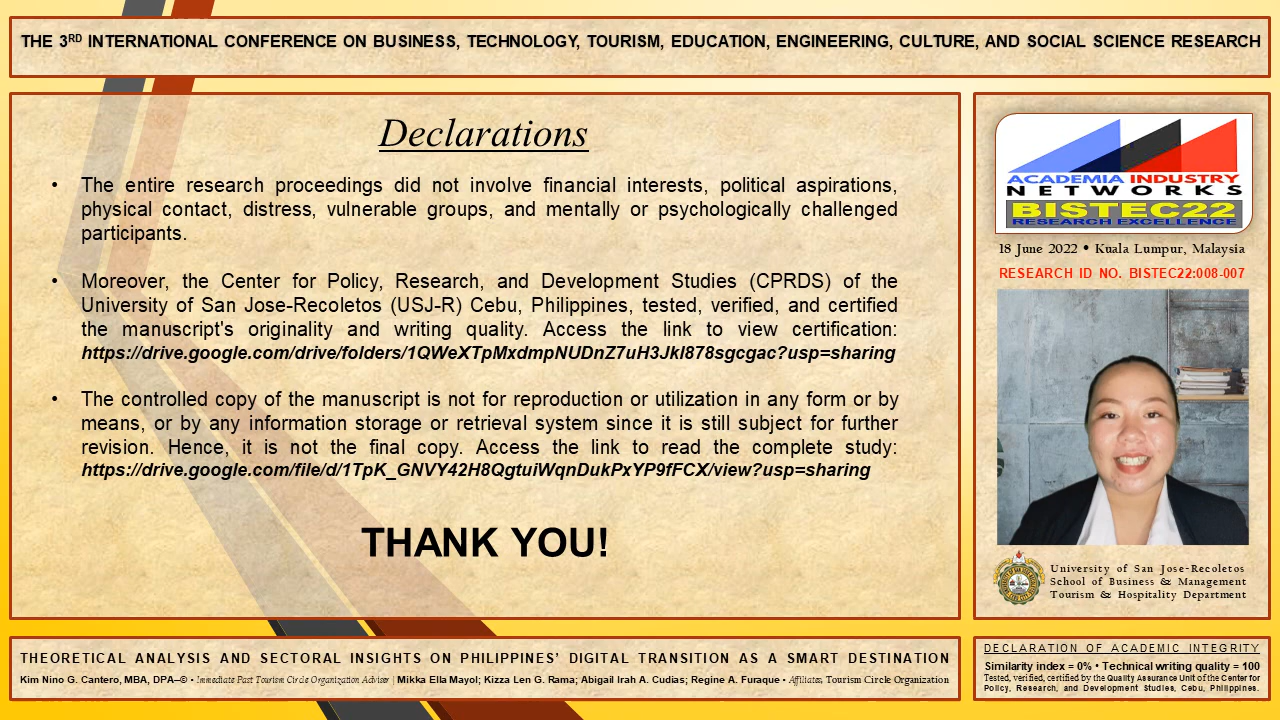 THE 3RD INTERNATIONAL CONFERENCE ON BUSINESS, TECHNOLOGY, TOURISM, EDUCATION, ENGINEERING, CULTURE, AND SOCIAL SCIENCE RESEARCH
Declarations
• The entire research proceedings did not involve financial interests, political aspirations,
physical contact, distress, vulnerable groups, and mentally or psychologically challenged
participants.
• Moreover, the Center for Policy, Research, and Development Studies (CPRDS) of the
University of San Jose-Recoletos (USJ-R) Cebu, Philippines, tested, verified, and certified
the manuscript's originality and writing quality. Access the link to view certification:
https://drive.google.com/drive/folders/1QWeXTpMxdmpNUDnZ7uH3JkI878sgcgac?usp=sharing
• The controlled copy of the manuscript is not for reproduction or utilization in any form or by
means, or by any information storage or retrieval system since it is still subject for further
revision. Hence, it is not the final copy. Access the link to read the complete study:
https://drive.google.com/file/d/1TpK_GNVY42H8QgtuiWqnDukPxYP9fFCX/view?usp=sharing
THANK YOU!
ACADEMIA INDUSTRY
NETWORKS
BISTEC22
RESEARCH EXCELLENCE
18 June 2022 • Kuala Lumpur, Malaysia
RESEARCH ID NO. BISTEC22:008-007
University of San Jose-Recoletos
School of Business & Management
Tourism & Hospitality Department
THEORETICAL ANALYSIS AND SECTORAL INSIGHTS ON PHILIPPINES’ DIGITAL TRANSITION AS A SMART DESTINATION
Kim Nino G. Cantero, MBA, DPA–© • Immediate Past Tourism Circle Organization Adviser | Mikka Ella Mayol; Kizza Len G. Rama; Abigail Irah A. Cudias; Regine A. Furaque • Affiliates, Tourism Circle Organization
DECLARATION OF ACADEMIC INTEGRITY
Similarity index = 0% • Technical writing quality = 100
Tested, verified, certified by the Quality Assurance Unit of the Center for
Policy, Research, and Development Studies, Cebu, Philippines.